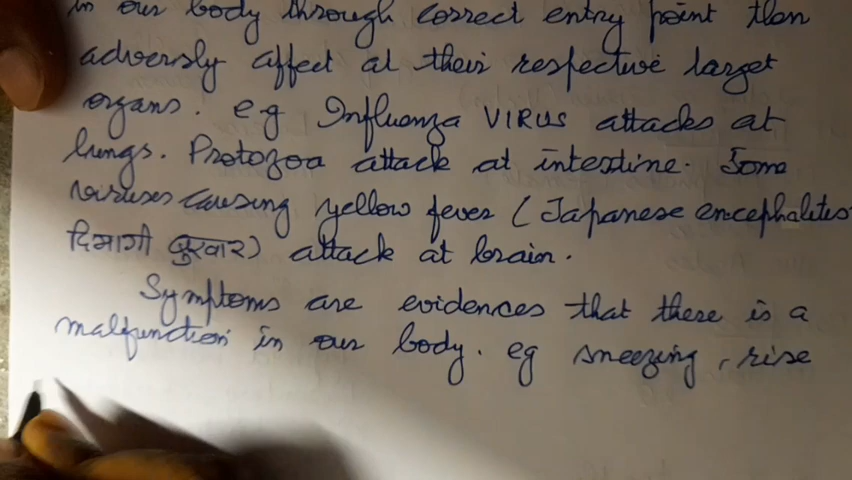 in our body through correct entry point then
adversly affect at their respective target
organs. e.g Influenza VIRUS attacks at
lungs. Protozoa attack at intestine. Some
viruses causing yellow fever (Japanese encephalites
दिमागी बुखार) attack at brain.
Symptoms are evidences that there is a
malfunction in our body. eg sneezing, rise